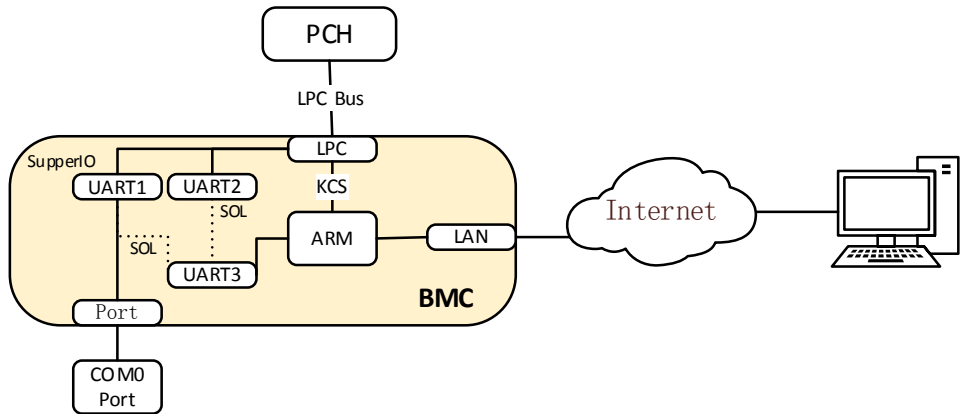 PCH
LPC Bus
LPC
SupperIO
UART1
UART2
KCS
SOL
Internet
SOL
ARM
LAN
UART3
BMC
Port
COM0
Port